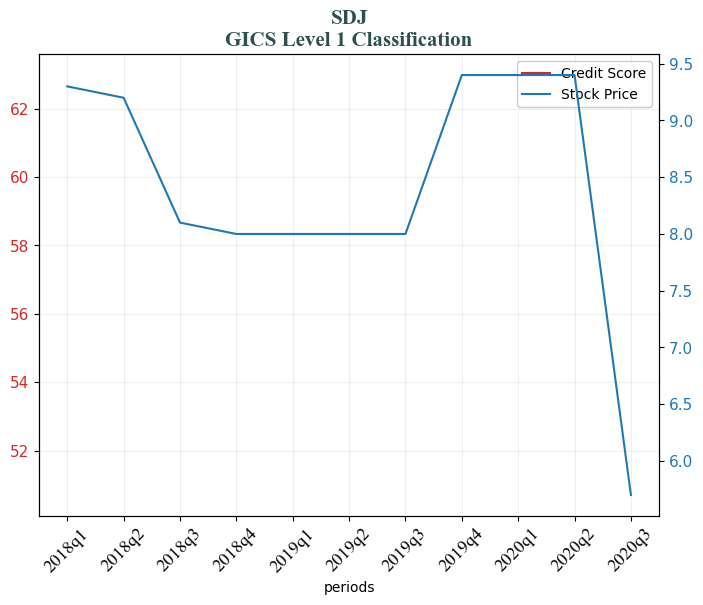 SDJ
GICS Level 1 Classification
Credit Score
Stock Price
62
60
58
56
54
52
9.5
9.0
8.5
8.0
7.5
7.0
6.5
6.0
2018q1
2018q2
2018q3
2018q4
2019q1
2019q2
2019q3
2019q4
2020q1
2020q2
2020q3
periods